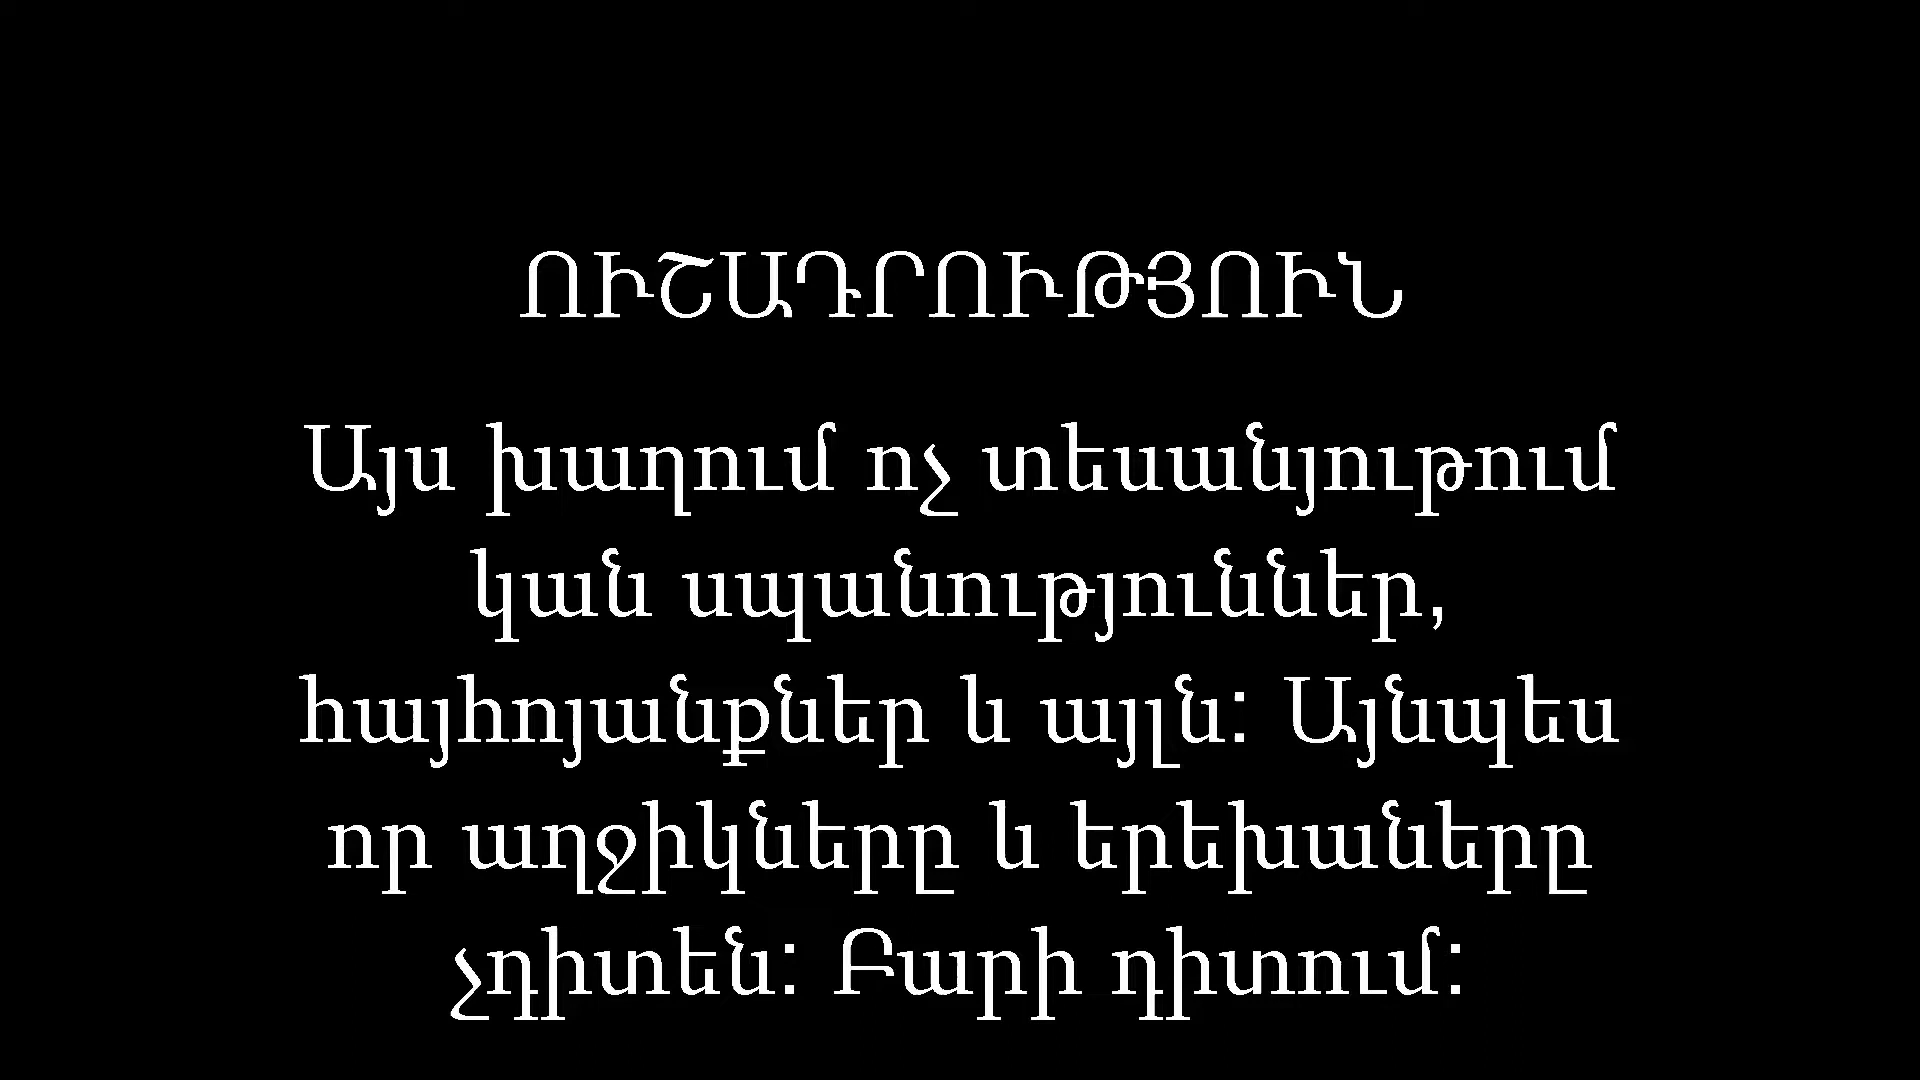 ՈՒՇԱԴՐՈՒԹՅՈՒՆ
Այս խաղում ոչ տեսանյութում
կան սպանություններ,
հայհոյանքներ և այլն: Այնպես
որ աղջիկները և երեխաները
չդիտեն: Բարի դիտում: